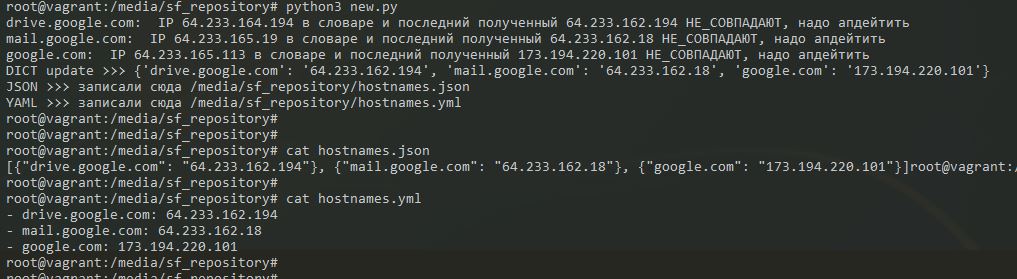 root@vagrant:/media/sf_repository# python3 new.py
drive.google.com:  IP 64.233.164.194 в словаре и последний полученный 64.233.162.194 НЕ_СОВПАДАЮТ, надо апдейтить
mail.google.com:  IP 64.233.165.19 в словаре и последний полученный 64.233.162.18 НЕ_СОВПАДАЮТ, надо апдейтить
google.com:  IP 64.233.165.113 в словаре и последний полученный 173.194.220.101 НЕ_СОВПАДАЮТ, надо апдейтить
DICT update >>> {'drive.google.com': '64.233.162.194', 'mail.google.com': '64.233.162.18', 'google.com': '173.194.220.101'}
JSON >>> записали сюда /media/sf_repository/hostnames.json
YAML >>> записали сюда /media/sf_repository/hostnames.yml
root@vagrant:/media/sf_repository#
root@vagrant:/media/sf_repository#
root@vagrant:/media/sf_repository# cat hostnames.json
[{"drive.google.com": "64.233.162.194"}, {"mail.google.com": "64.233.162.18"}, {"google.com": "173.194.220.101"}]root@vagrant:/
root@vagrant:/media/sf_repository#
root@vagrant:/media/sf_repository# cat hostnames.yml
- drive.google.com: 64.233.162.194
- mail.google.com: 64.233.162.18
- google.com: 173.194.220.101
root@vagrant:/media/sf_repository#
root@vagrant:/media/sf_repository#